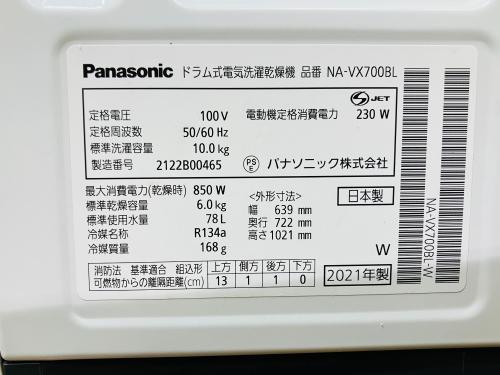 Panasonic ドラム式電気洗濯乾燥機 品番 NA-VX700BL
S JET
定格電圧 100 V 電動機定格消費電力 230 W
定格周波数 50/60 Hz
標準洗濯容量 10.0 kg
製造番号 2122B00465 PSE パナソニック株式会社
最大消費電力(乾燥時) 850 W <外形寸法> 日本製
標準乾燥容量 6.0 kg 幅 639 mm
標準使用水量 78 L 奥行 722 mm
冷媒名称 R134a 高さ 1021 mm
冷媒質量 168 g W
消防法 基準適合 組込形 上方 側方 後方 下方
可燃物からの離隔距離(cm) 13 1 1 0 2021年製
NA-VX700BL-W